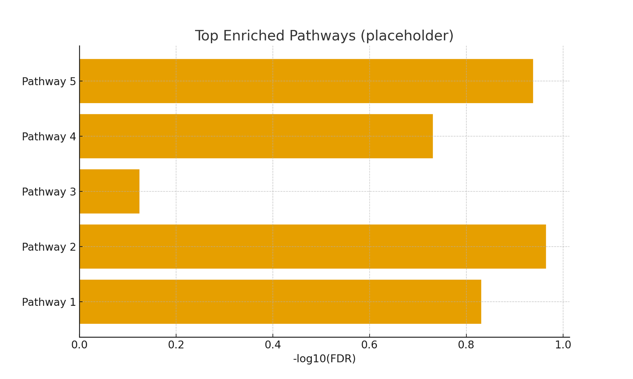 Top Enriched Pathways (placeholder)
Pathway 5
Pathway 4
Pathway 3
Pathway 2
Pathway 1
0.0 0.2 0.4 0.6 0.8 1.0
-log10(FDR)